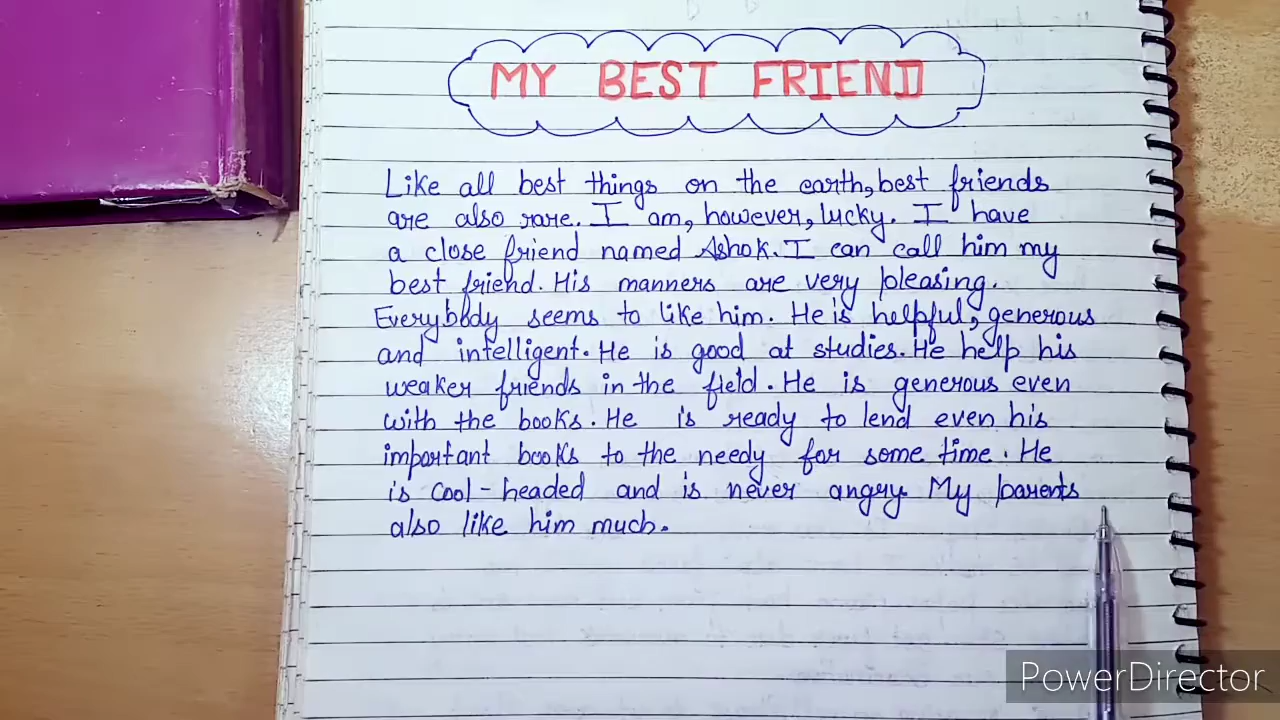 MY BEST FRIEND
Like all best things on the earth, best friends
are also rare. I am, however, lucky. I have
a close friend named Ashok. I can call him my
best friend. His manners are very pleasing.
Everybody seems to like him. He is helpful, generous
and intelligent. He is good at studies. He help his
weaker friends in the field. He is generous even
with the books. He is ready to lend even his
important books to the needy for some time. He
is cool-headed and is never angry. My parents
also like him much.
PowerDirector